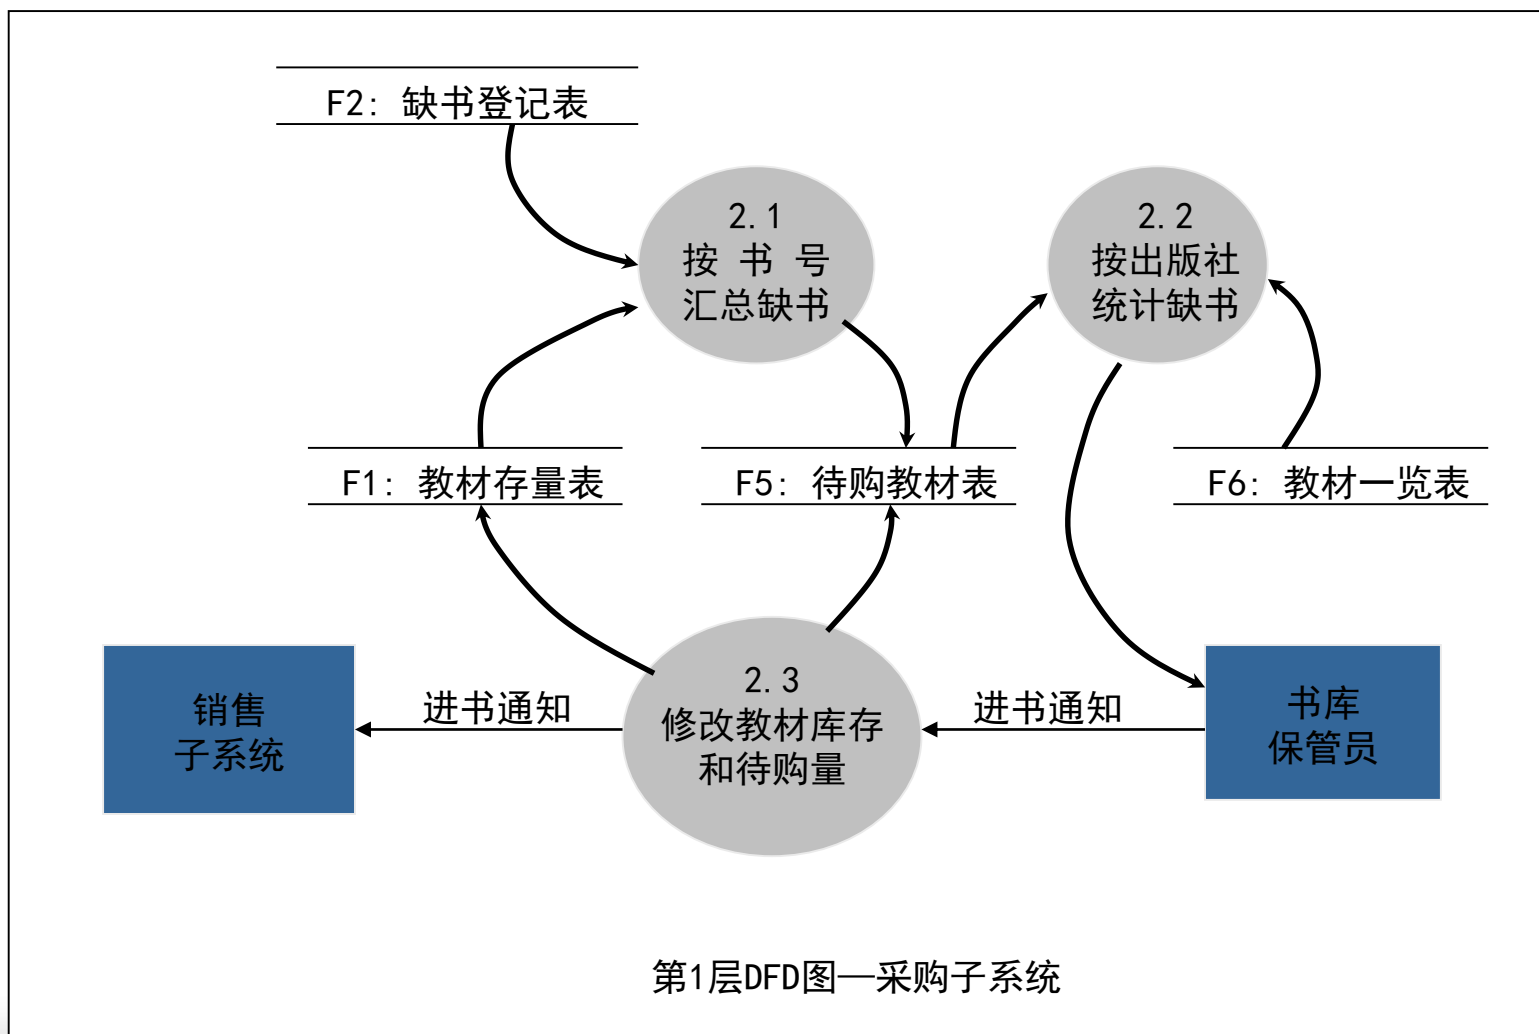 F2: 缺书登记表
2.1
按 书 号
汇总缺书
2.2
按出版社
统计缺书
F1: 教材存量表
F5: 待购教材表
F6: 教材一览表
销售
子系统
进书通知
2.3
修改教材库存
和待购量
进书通知
书库
保管员
第1层DFD图—采购子系统